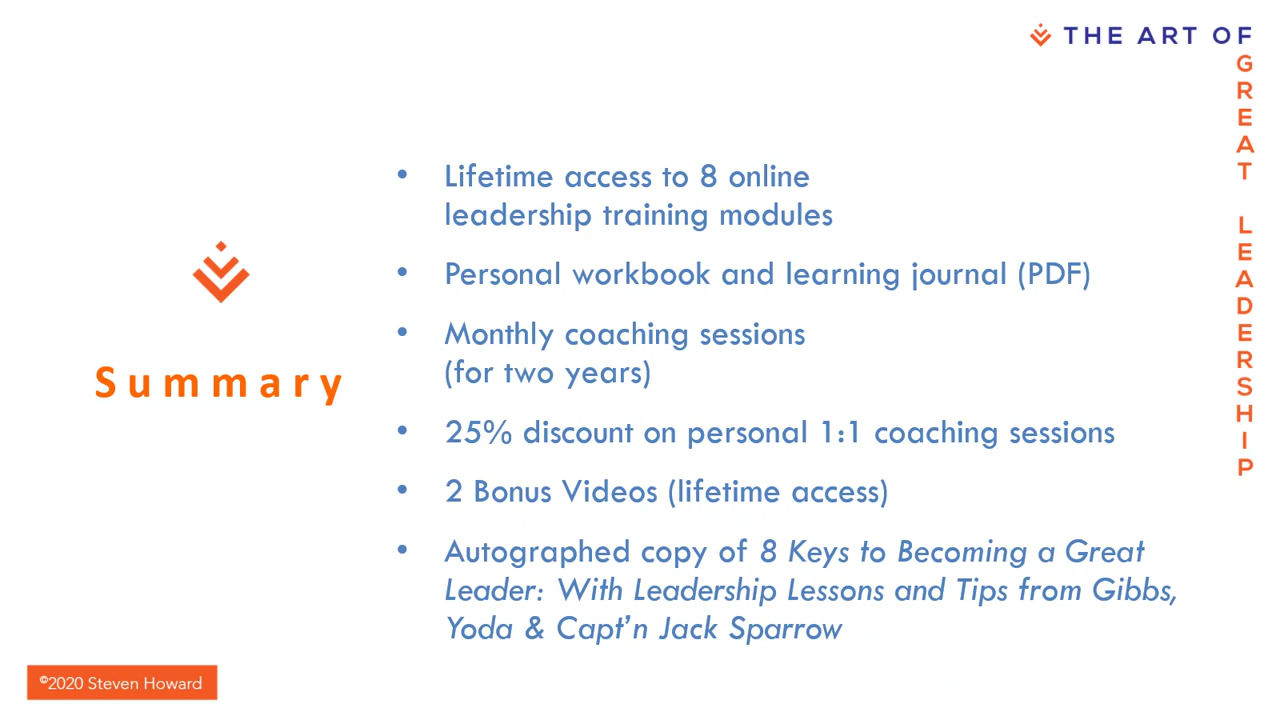 THE ART OF
GREAT LEADERSHIP
Summary
• Lifetime access to 8 online
leadership training modules
• Personal workbook and learning journal (PDF)
• Monthly coaching sessions
(for two years)
• 25% discount on personal 1:1 coaching sessions
• 2 Bonus Videos (lifetime access)
• Autographed copy of 8 Keys to Becoming a Great
Leader: With Leadership Lessons and Tips from Gibbs,
Yoda & Capt’n Jack Sparrow
©2020 Steven Howard